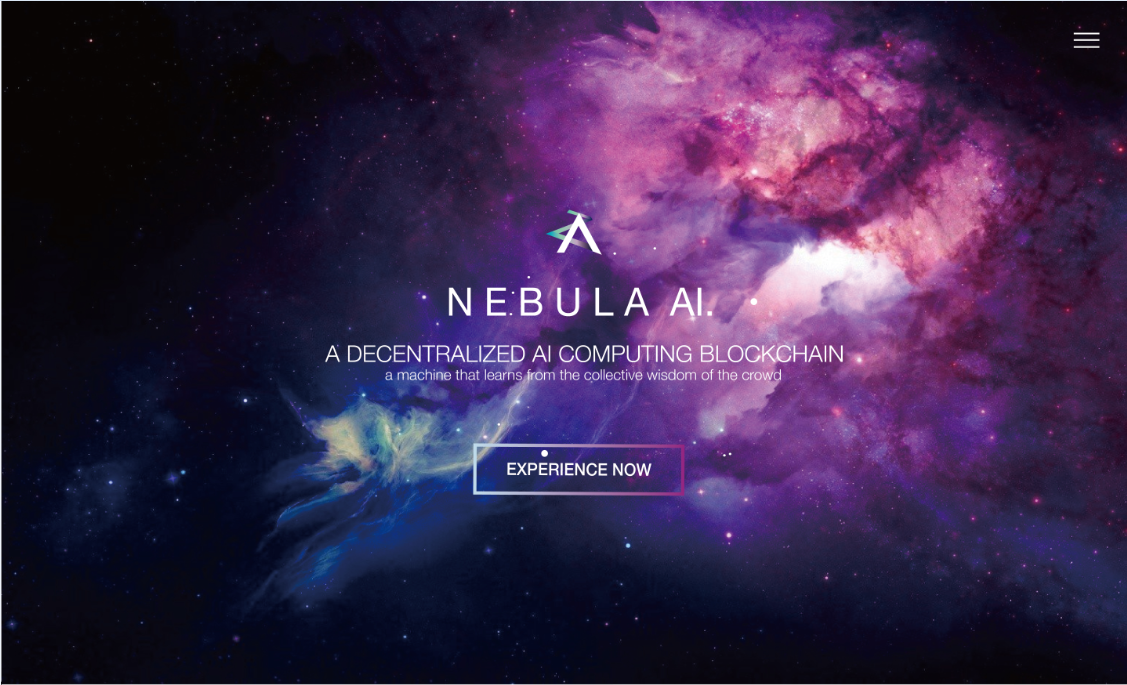 NEBULA AI.
A DECENTRALIZED AI COMPUTING BLOCKCHAIN
a machine that learns from the collective wisdom of the crowd
EXPERIENCE NOW